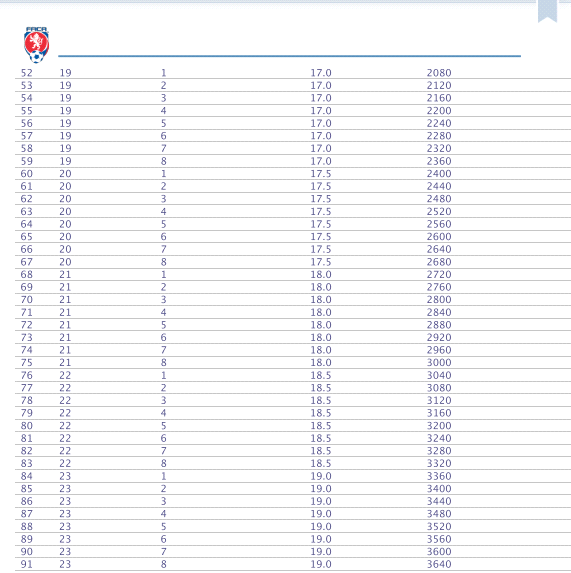 FAČR
52 19 1 17.0 2080
53 19 2 17.0 2120
54 19 3 17.0 2160
55 19 4 17.0 2200
56 19 5 17.0 2240
57 19 6 17.0 2280
58 19 7 17.0 2320
59 19 8 17.0 2360
60 20 1 17.5 2400
61 20 2 17.5 2440
62 20 3 17.5 2480
63 20 4 17.5 2520
64 20 5 17.5 2560
65 20 6 17.5 2600
66 20 7 17.5 2640
67 20 8 17.5 2680
68 21 1 18.0 2720
69 21 2 18.0 2760
70 21 3 18.0 2800
71 21 4 18.0 2840
72 21 5 18.0 2880
73 21 6 18.0 2920
74 21 7 18.0 2960
75 21 8 18.0 3000
76 22 1 18.5 3040
77 22 2 18.5 3080
78 22 3 18.5 3120
79 22 4 18.5 3160
80 22 5 18.5 3200
81 22 6 18.5 3240
82 22 7 18.5 3280
83 22 8 18.5 3320
84 23 1 19.0 3360
85 23 2 19.0 3400
86 23 3 19.0 3440
87 23 4 19.0 3480
88 23 5 19.0 3520
89 23 6 19.0 3560
90 23 7 19.0 3600
91 23 8 19.0 3640